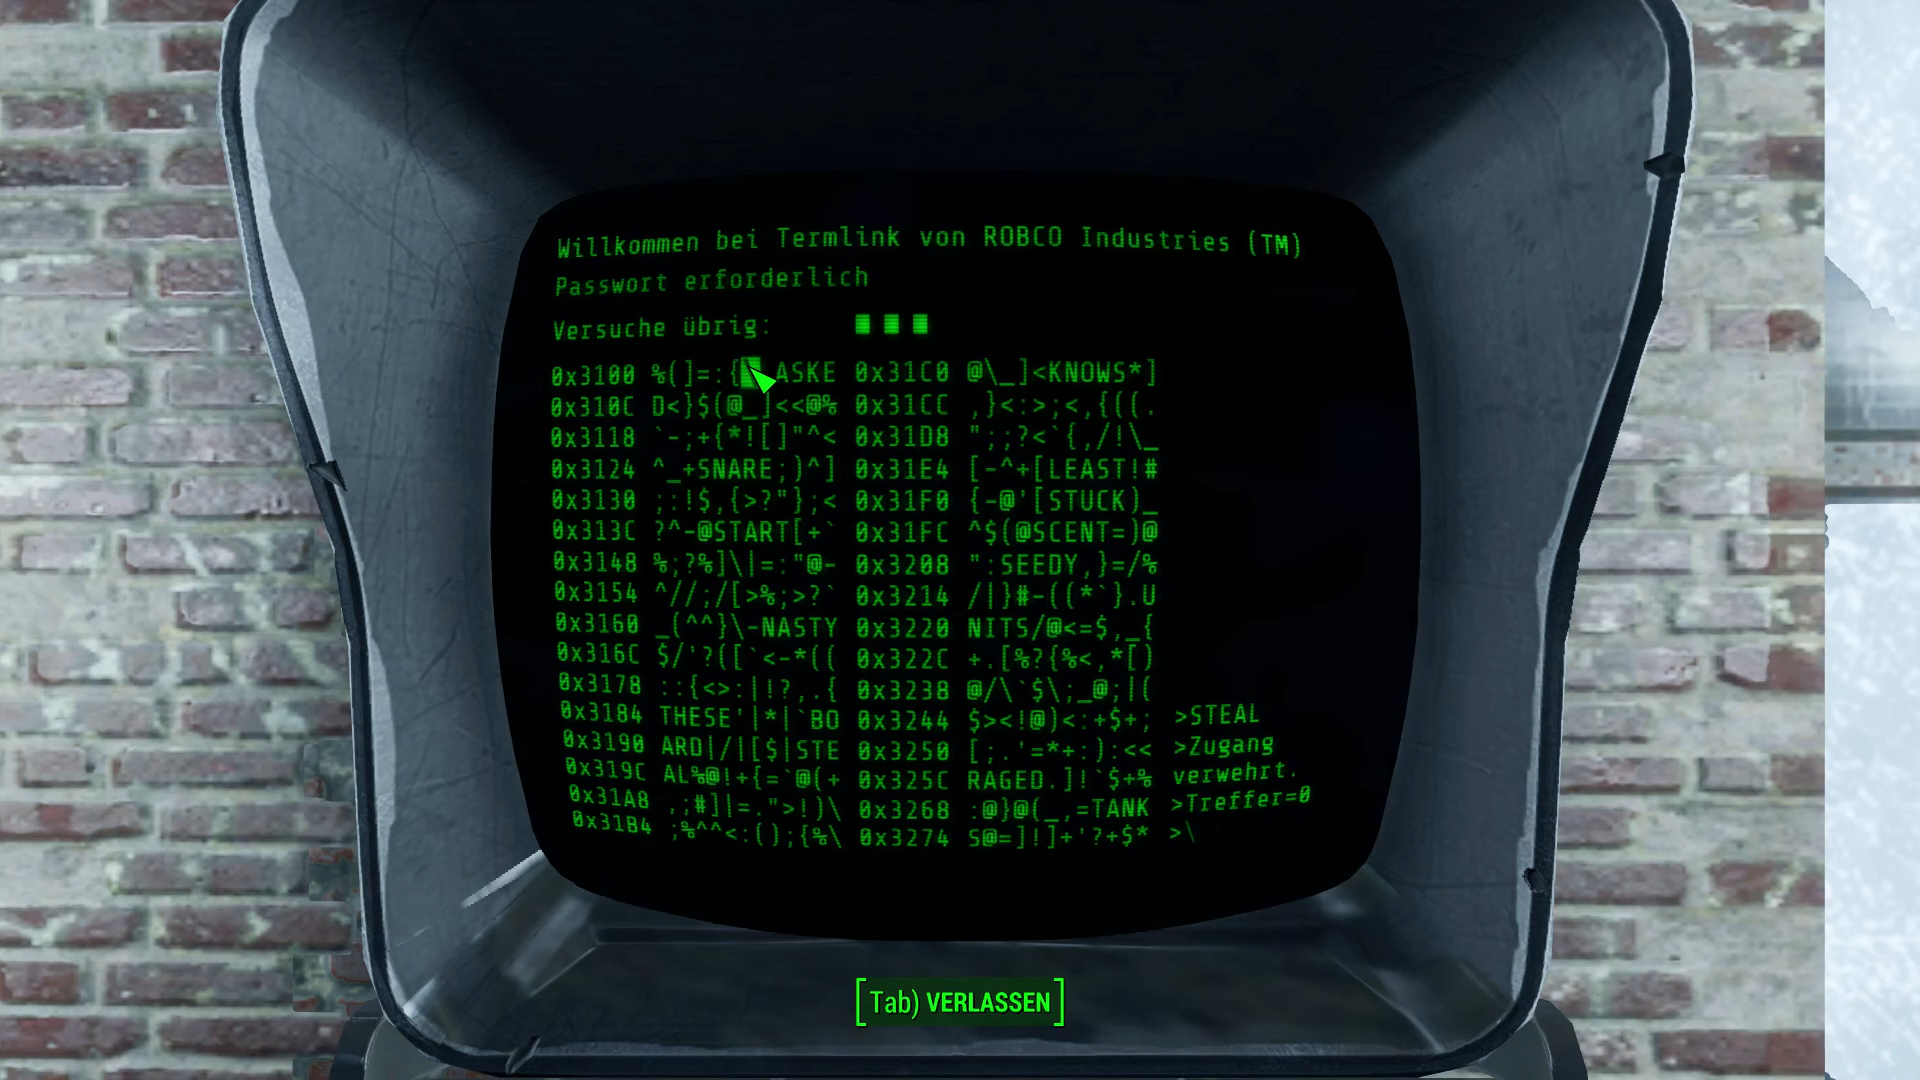 Willkommen bei Termlink von ROBCO Industries (TM)
Passwort erforderlich
Versuche übrig:
0x3100 %(]=:{ ASKE 0x31C0 @\_]<KNOWS*]
0x310C D<}$(@_]<<@% 0x31CC ,}<:>;<,{((.
0x3118 `-;+{*![]"^< 0x31D8 ";;?<`{,/!\_
0x3124 ^_+SNARE;)^] 0x31E4 [-^+[LEAST!#
0x3130 ;:!$,{>?"};< 0x31F0 {-@'[STUCK)_
0x313C ?^-@START[+` 0x31FC ^$(@SCENT=)@
0x3148 %;?%]\|=:"@- 0x3208 ":SEEDY,}=/%
0x3154 ^//;/[>%;>?` 0x3214 /|}#-((*`}.U
0x3160 _(^^}\-NASTY 0x3220 NITS/@<=$,_{
0x316C $/'?([`<-*(( 0x322C +.[%?{%<,*[)
0x3178 ::{<>:|!?,.{ 0x3238 @/\`$\;_@;|(
0x3184 THESE'|*|`BO 0x3244 $><!@)<:+$+; >STEAL
0x3190 ARD|/|[$|STE 0x3250 [;.'=*+:):<< >Zugang
0x319C AL%@!+{=`@(+ 0x325C RAGED.]!`$+% verwehrt.
0x31A8 ,;#]|=.">!)\ 0x3268 :@}@(_,=TANK >Treffer=0
0x31B4 ;%^^<:();{%\ 0x3274 S@=]!]+'?+$* >\
[Tab) VERLASSEN]